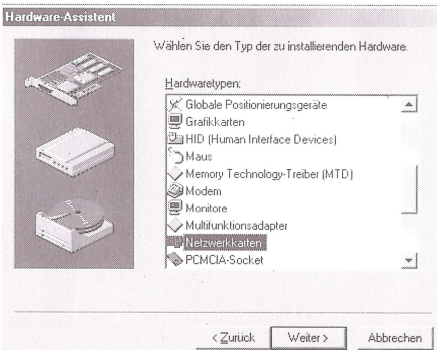 Hardware-Assistent
Wählen Sie den Typ der zu installierenden Hardware.
Hardwaretypen:
Globale Positionierungsgeräte
Grafikkarten
HID (Human Interface Devices)
Maus
Memory Technology-Treiber (MTD)
Modem
Monitore
Multifunktionsadapter
Netzwerkkarten
PCMCIA-Socket
< Zurück
Weiter >
Abbrechen